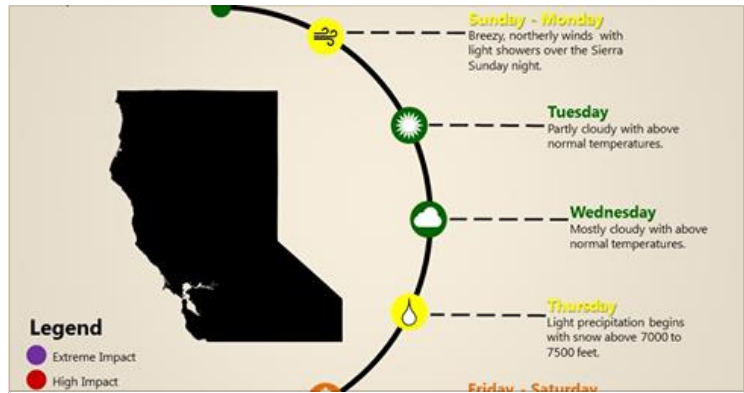 Sunday - Monday
Breezy, northerly winds with
light showers over the Sierra
Sunday night.
Tuesday
Partly cloudy with above
normal temperatures.
Wednesday
Mostly cloudy with above
normal temperatures.
Thursday
Light precipitation begins
with snow above 7000 to
7500 feet.
Legend
Extreme Impact
High Impact
Friday - Saturday